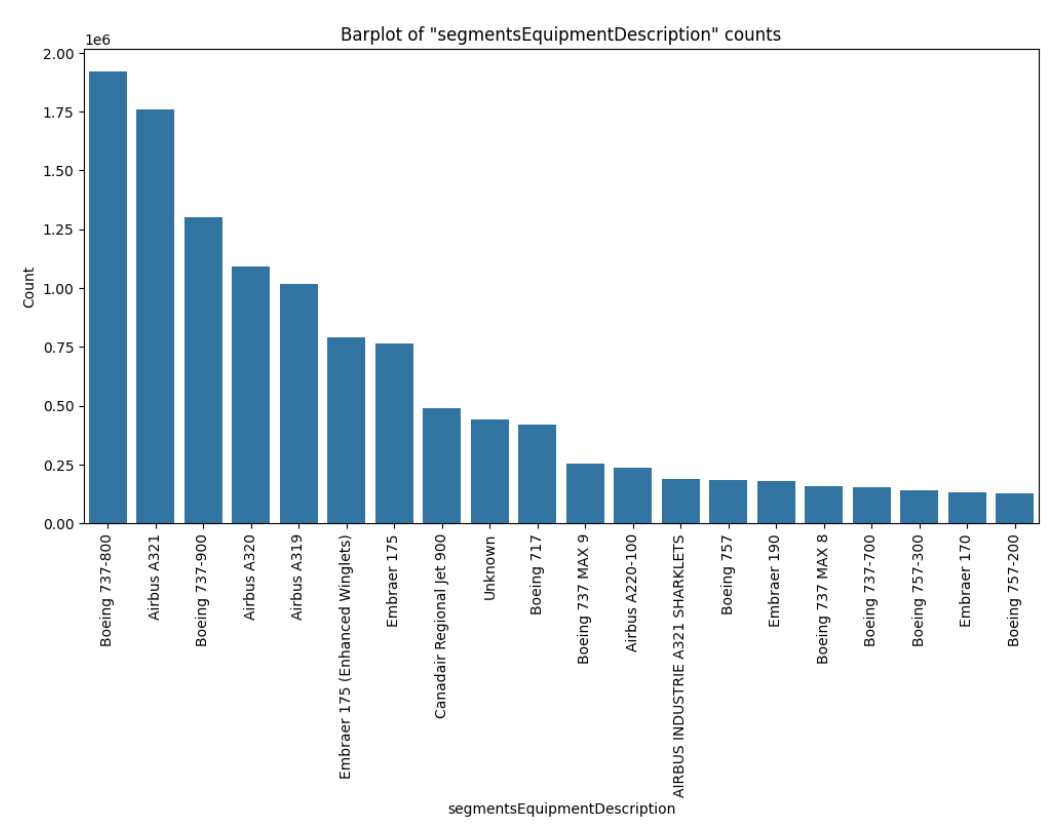 Barplot of "segmentsEquipmentDescription" counts
1e6
2.00
1.75
1.50
1.25
1.00
0.75
0.50
0.25
0.00
Count
Boeing 737-800
Airbus A321
Boeing 737-900
Airbus A320
Airbus A319
Embraer 175 (Enhanced Winglets)
Embraer 175
Canadair Regional Jet 900
Unknown
Boeing 717
Boeing 737 MAX 9
Airbus A220-100
AIRBUS INDUSTRIE A321 SHARKLETS
Boeing 757
Embraer 190
Boeing 737 MAX 8
Boeing 737-700
Boeing 757-300
Embraer 170
Boeing 757-200
segmentsEquipmentDescription